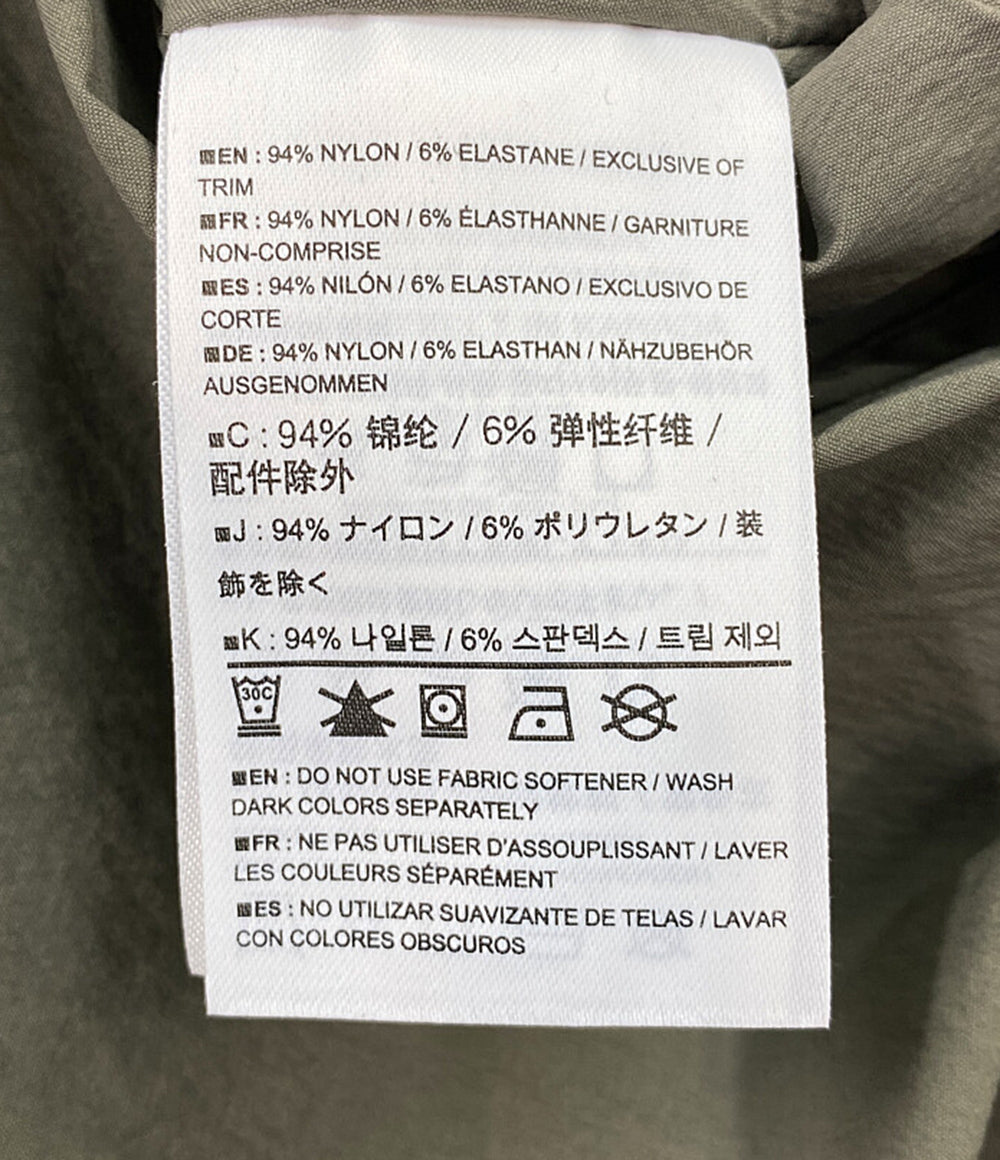 EN : 94% NYLON / 6% ELASTANE / EXCLUSIVE OF
TRIM
FR : 94% NYLON / 6% ÉLASTHANNE / GARNITURE
NON-COMPRISE
ES : 94% NILÓN / 6% ELASTANO / EXCLUSIVO DE
CORTE
DE : 94% NYLON / 6% ELASTHAN / NÄHZUBEHÖR
AUSGENOMMEN
C : 94% 锦纶 / 6% 弹性纤维 /
配件除外
J : 94% ナイロン / 6% ポリウレタン / 装
飾を除く
K : 94% 나일론 / 6% 스판덱스 / 트림 제외
30C
EN : DO NOT USE FABRIC SOFTENER / WASH
DARK COLORS SEPARATELY
FR : NE PAS UTILISER D'ASSOUPLISSANT / LAVER
LES COULEURS SÉPARÉMENT
ES : NO UTILIZAR SUAVIZANTE DE TELAS / LAVAR
CON COLORES OBSCUROS